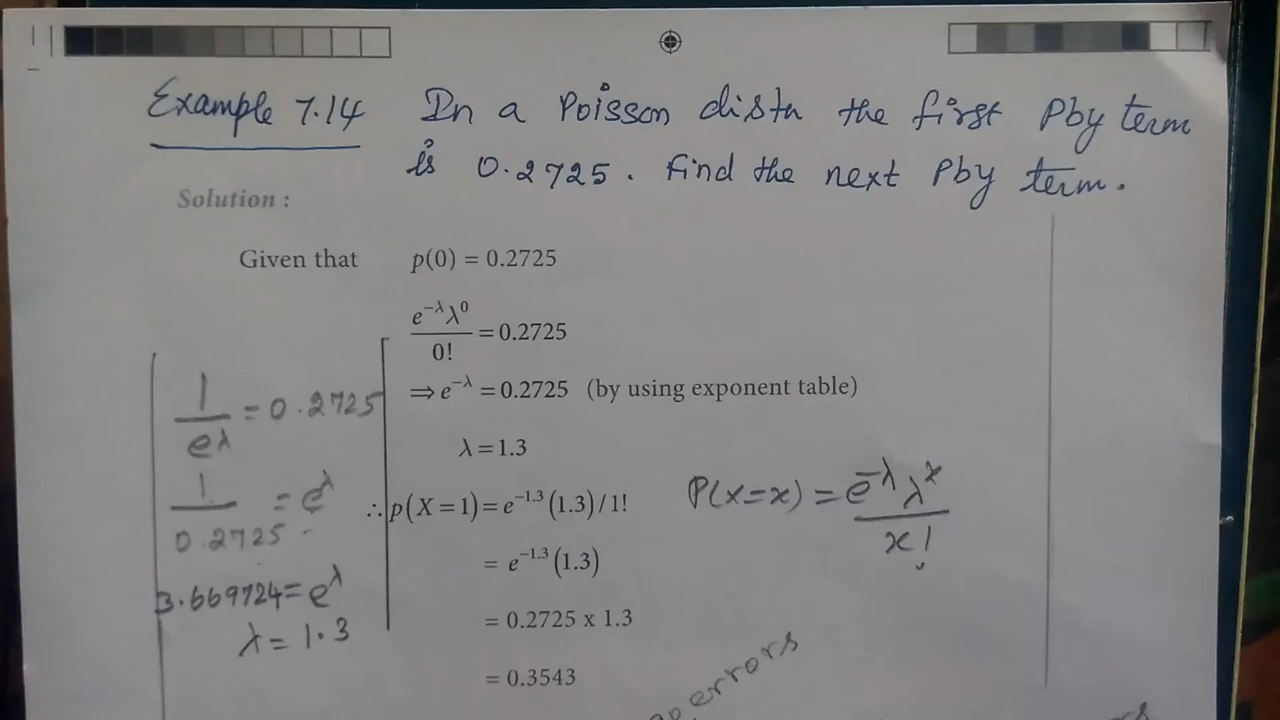 Example 7.14 In a Poisson distn the first Pby term
is 0.2725. Find the next Pby term.
Solution :
Given that p(0) = 0.2725
e^{-λ}λ^0 / 0! = 0.2725
⇒ e^{-λ} = 0.2725 (by using exponent table)
λ = 1.3
∴ p(X = 1) = e^{-1.3}(1.3)/1!
= e^{-1.3}(1.3)
= 0.2725 x 1.3
= 0.3543
1 / e^λ = 0.2725
1 / 0.2725 = e^λ
3.669724 = e^λ
λ = 1.3
P(X=x) = e^{-λ} λ^x / x!
errors